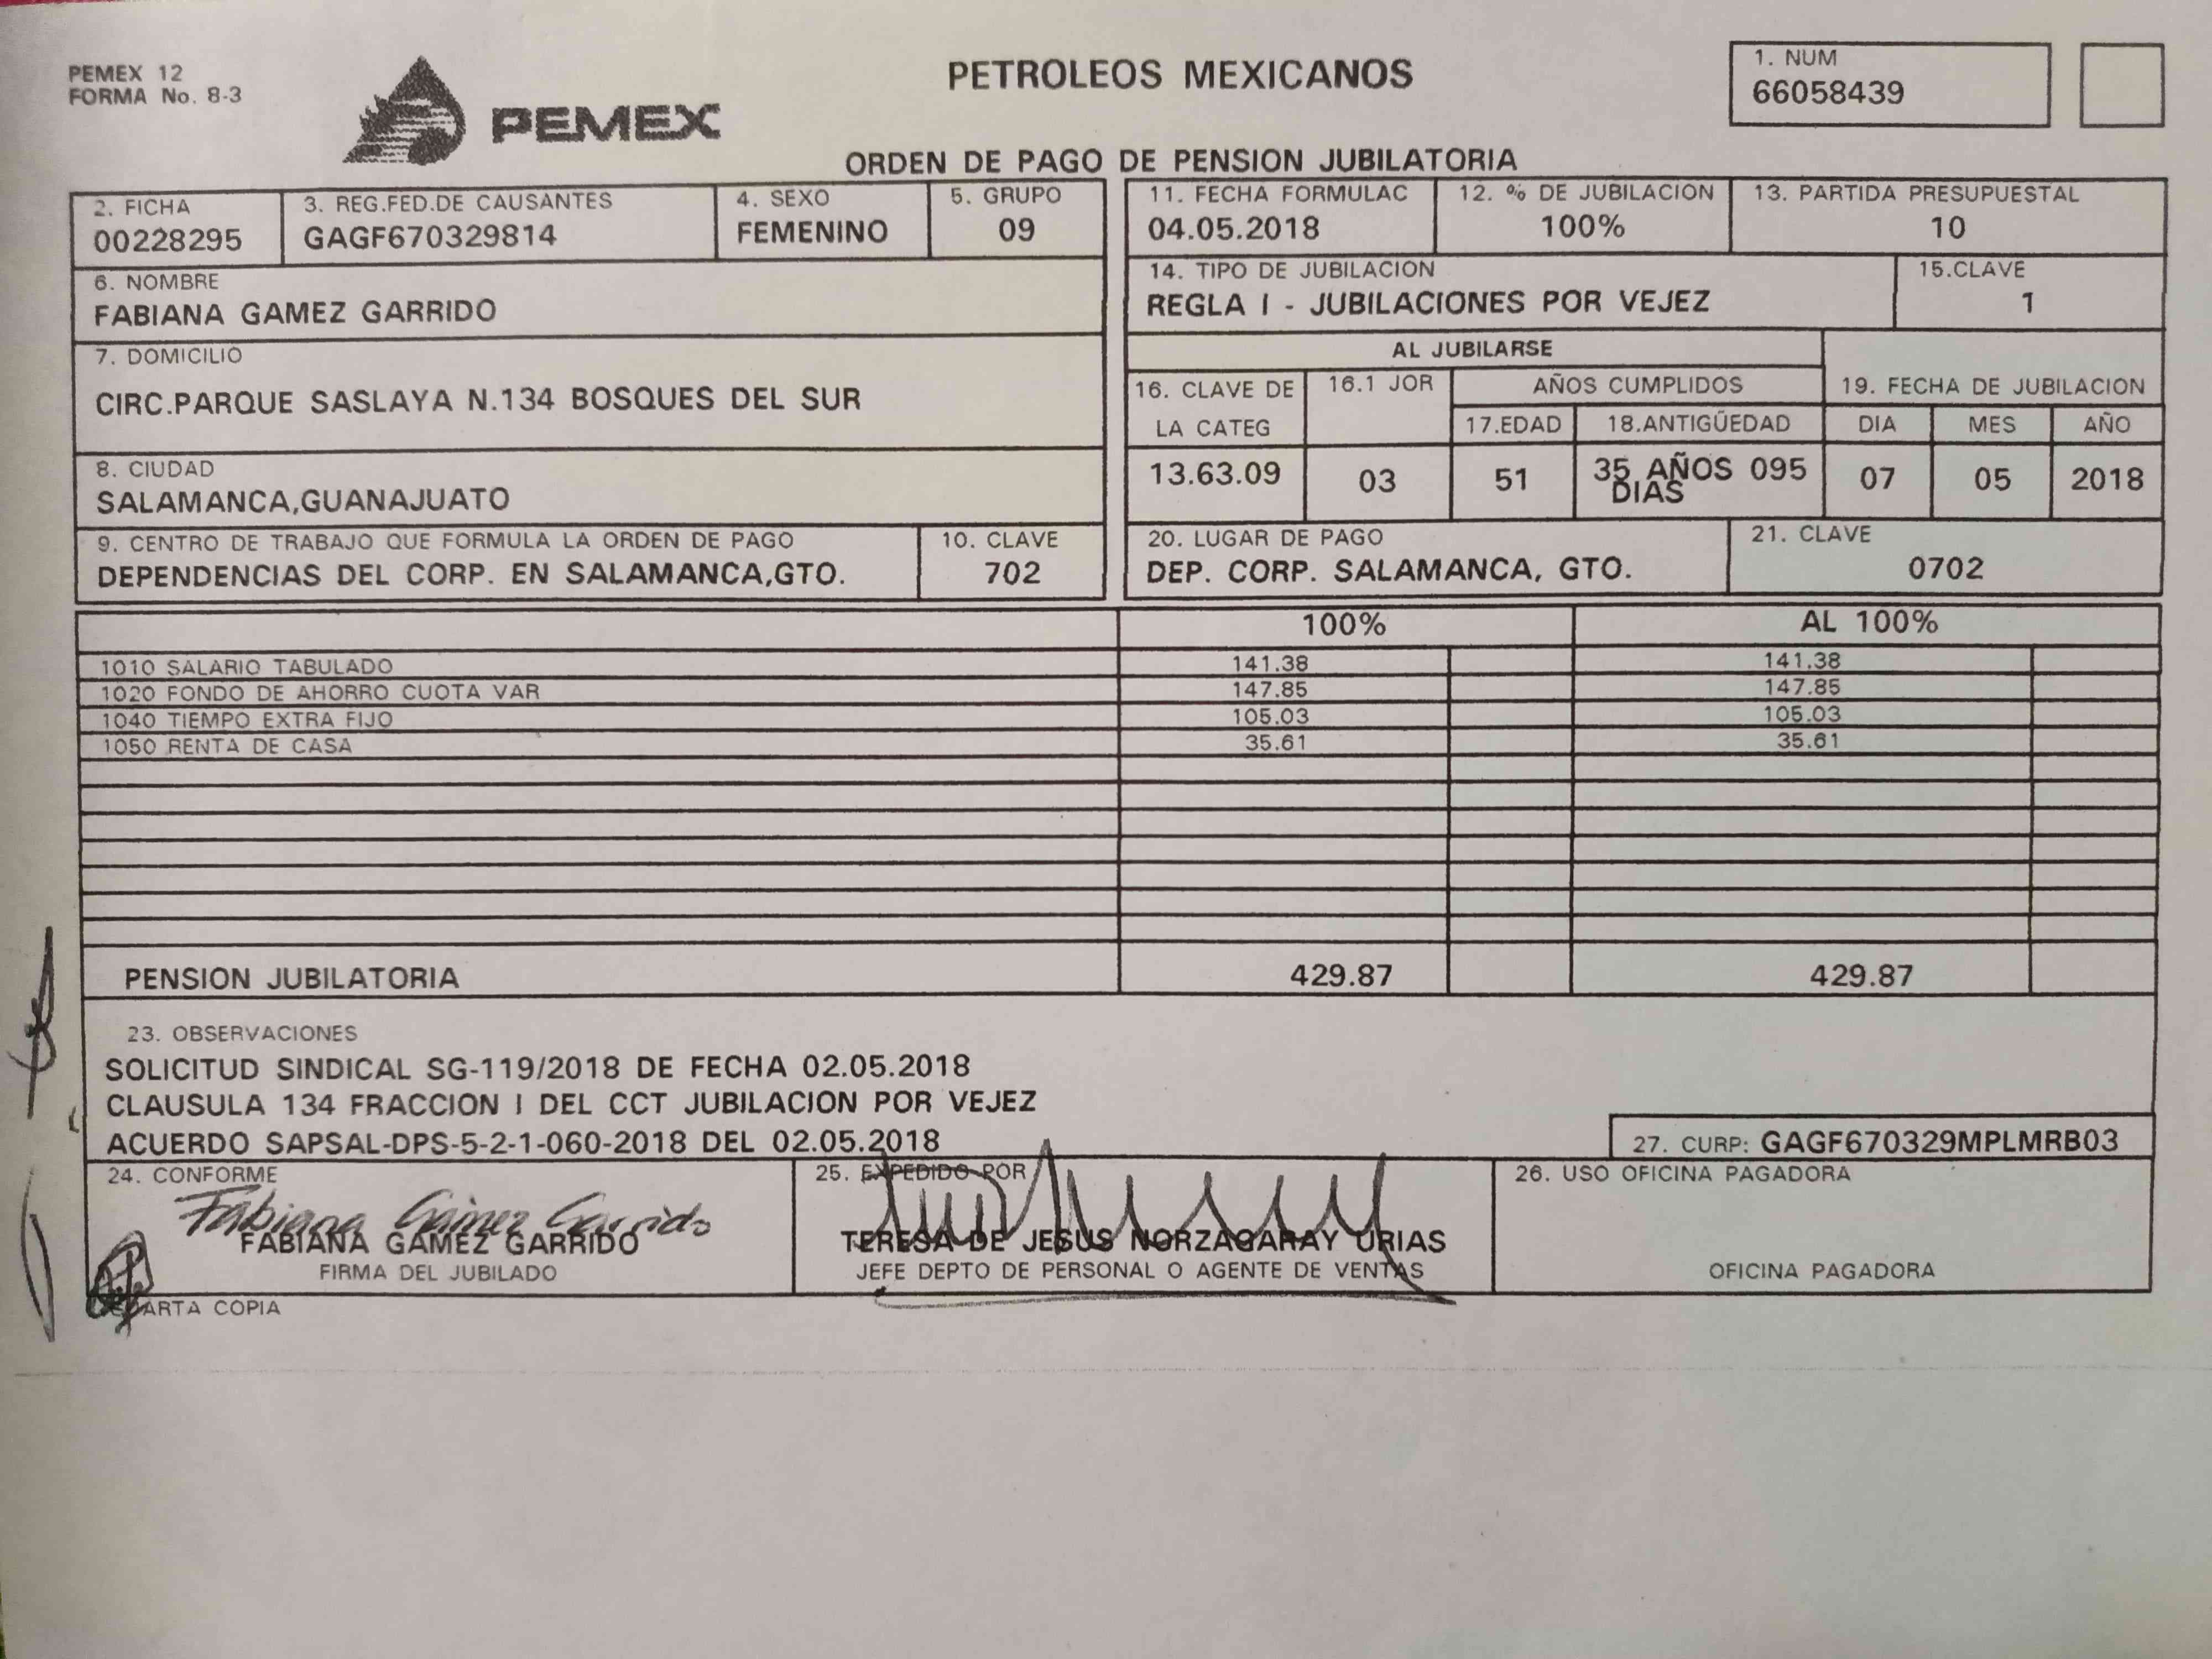 PEMEX 12
FORMA No. 8-3
PEMEX
PETROLEOS MEXICANOS
1. NUM
66058439
ORDEN DE PAGO DE PENSION JUBILATORIA
2. FICHA
00228295
3. REG.FED.DE CAUSANTES
GAGF670329814
4. SEXO
FEMENINO
5. GRUPO
09
6. NOMBRE
FABIANA GAMEZ GARRIDO
7. DOMICILIO
CIRC.PARQUE SASLAYA N.134 BOSQUES DEL SUR
8. CIUDAD
SALAMANCA,GUANAJUATO
9. CENTRO DE TRABAJO QUE FORMULA LA ORDEN DE PAGO
DEPENDENCIAS DEL CORP. EN SALAMANCA,GTO.
10. CLAVE
702
11. FECHA FORMULAC
04.05.2018
12. % DE JUBILACION
100%
13. PARTIDA PRESUPUESTAL
10
14. TIPO DE JUBILACION
REGLA I - JUBILACIONES POR VEJEZ
15.CLAVE
1
AL JUBILARSE
16. CLAVE DE
LA CATEG
13.63.09
16.1 JOR
03
AÑOS CUMPLIDOS
17.EDAD
51
18.ANTIGÜEDAD
35 AÑOS 095
DIAS
19. FECHA DE JUBILACION
DIA MES AÑO
07 05 2018
20. LUGAR DE PAGO
DEP. CORP. SALAMANCA, GTO.
21. CLAVE
0702
100% AL 100%
1010 SALARIO TABULADO 141.38 141.38
1020 FONDO DE AHORRO CUOTA VAR 147.85 147.85
1040 TIEMPO EXTRA FIJO 105.03 105.03
1050 RENTA DE CASA 35.61 35.61
PENSION JUBILATORIA 429.87 429.87
23. OBSERVACIONES
SOLICITUD SINDICAL SG-119/2018 DE FECHA 02.05.2018
CLAUSULA 134 FRACCION I DEL CCT JUBILACION POR VEJEZ
ACUERDO SAPSAL-DPS-5-2-1-060-2018 DEL 02.05.2018
27. CURP: GAGF670329MPLMRB03
24. CONFORME
Fabiana Gámez Garrido
FABIANA GAMEZ GARRIDO
FIRMA DEL JUBILADO
25. EXPEDIDO POR
TERESA DE JESUS NORZAGARAY URIAS
JEFE DEPTO DE PERSONAL O AGENTE DE VENTAS
26. USO OFICINA PAGADORA
OFICINA PAGADORA
COPIA